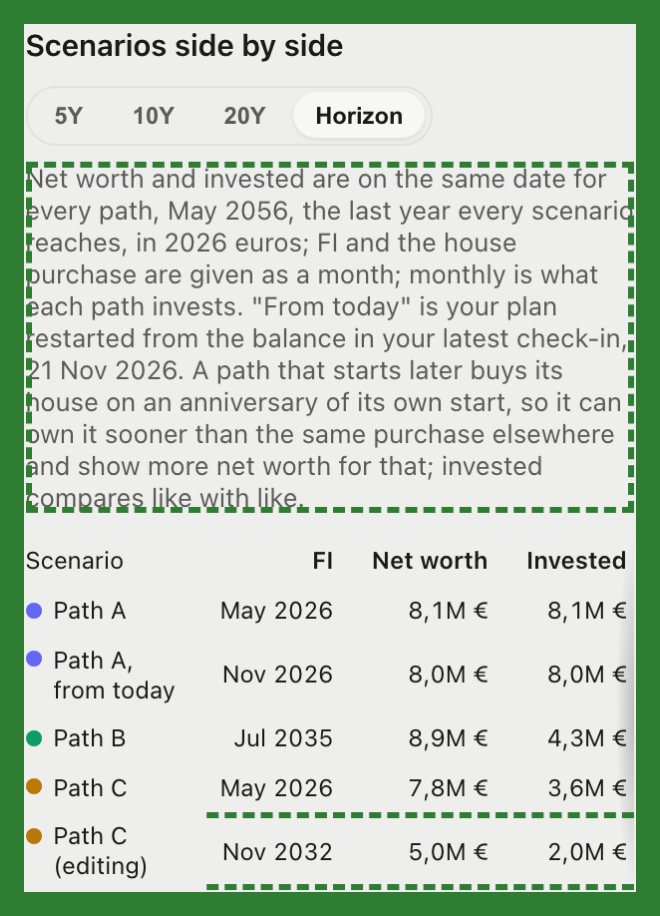 Scenarios side by side
5Y 10Y 20Y Horizon
Net worth and invested are on the same date for
every path, May 2056, the last year every scenario
reaches, in 2026 euros; FI and the house
purchase are given as a month; monthly is what
each path invests. "From today" is your plan
restarted from the balance in your latest check-in,
21 Nov 2026. A path that starts later buys its
house on an anniversary of its own start, so it can
own it sooner than the same purchase elsewhere
and show more net worth for that; invested
compares like with like.
Scenario FI Net worth Invested
Path A May 2026 8,1M € 8,1M €
Path A,
from today Nov 2026 8,0M € 8,0M €
Path B Jul 2035 8,9M € 4,3M €
Path C May 2026 7,8M € 3,6M €
Path C
(editing) Nov 2032 5,0M € 2,0M €